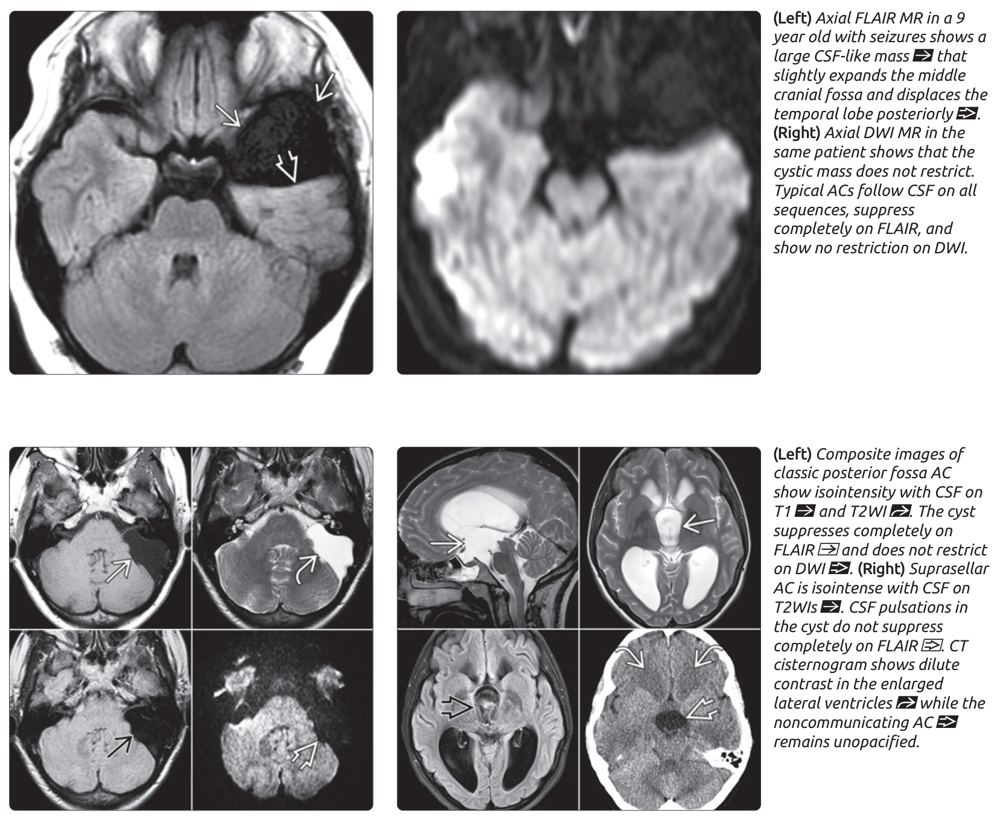 (Left) Axial FLAIR MR in a 9
year old with seizures shows a
large CSF-like mass that
slightly expands the middle
cranial fossa and displaces the
temporal lobe posteriorly .
(Right) Axial DWI MR in the
same patient shows that the
cystic mass does not restrict.
Typical ACs follow CSF on all
sequences, suppress
completely on FLAIR, and
show no restriction on DWI.
(Left) Composite images of
classic posterior fossa AC
show isointensity with CSF on
T1 and T2WI . The cyst
suppresses completely on
FLAIR and does not restrict
on DWI . (Right) Suprasellar
AC is isointense with CSF on
T2WIs . CSF pulsations in
the cyst do not suppress
completely on FLAIR . CT
cisternogram shows dilute
contrast in the enlarged
lateral ventricles while the
noncommunicating AC
remains unopacified.